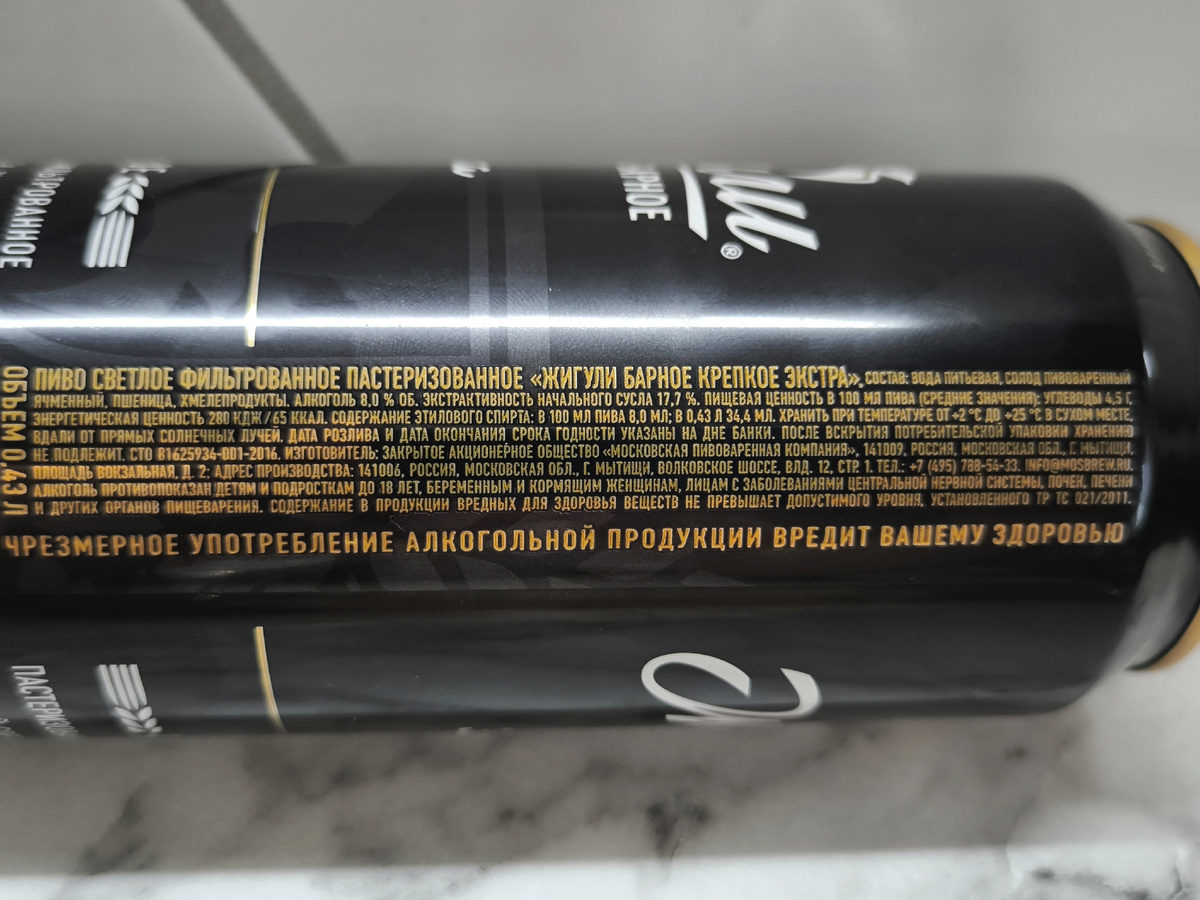 ПИВО СВЕТЛОЕ ФИЛЬТРОВАННОЕ ПАСТЕРИЗОВАННОЕ «ЖИГУЛИ БАРНОЕ КРЕПКОЕ ЭКСТРА». СОСТАВ: ВОДА ПИТЬЕВАЯ, СОЛОД ПИВОВАРЕННЫЙ
ЯЧМЕННЫЙ, ПШЕНИЦА, ХМЕЛЕПРОДУКТЫ. АЛКОГОЛЬ 8,0 % ОБ. ЭКСТРАКТИВНОСТЬ НАЧАЛЬНОГО СУСЛА 17,7 %. ПИЩЕВАЯ ЦЕННОСТЬ В 100 МЛ ПИВА (СРЕДНИЕ ЗНАЧЕНИЯ): УГЛЕВОДЫ 4,5 Г,
ЭНЕРГЕТИЧЕСКАЯ ЦЕННОСТЬ 280 КДЖ/65 ККАЛ. СОДЕРЖАНИЕ ЭТИЛОВОГО СПИРТА: В 100 МЛ ПИВА 8,0 МЛ; В 0,43 Л 34,4 МЛ. ХРАНИТЬ ПРИ ТЕМПЕРАТУРЕ ОТ +2 °С ДО +25 °С В СУХОМ МЕСТЕ,
ВДАЛИ ОТ ПРЯМЫХ СОЛНЕЧНЫХ ЛУЧЕЙ. ДАТА РОЗЛИВА И ДАТА ОКОНЧАНИЯ СРОКА ГОДНОСТИ УКАЗАНЫ НА ДНЕ БАНКИ. ПОСЛЕ ВСКРЫТИЯ ПОТРЕБИТЕЛЬСКОЙ УПАКОВКИ ХРАНЕНИЮ
НЕ ПОДЛЕЖИТ. СТО 81625934-001-2016. ИЗГОТОВИТЕЛЬ: ЗАКРЫТОЕ АКЦИОНЕРНОЕ ОБЩЕСТВО «МОСКОВСКАЯ ПИВОВАРЕННАЯ КОМПАНИЯ», 141009, РОССИЯ, МОСКОВСКАЯ ОБЛ., Г. МЫТИЩИ,
ПЛОЩАДЬ ВОКЗАЛЬНАЯ, Д. 2; АДРЕС ПРОИЗВОДСТВА: 141006, РОССИЯ, МОСКОВСКАЯ ОБЛ., Г. МЫТИЩИ, ВОЛКОВСКОЕ ШОССЕ, ВЛД. 12, СТР 1. ТЕЛ.: +7 (495) 788-54-33. INFO@MOSBREW.RU.
АЛКОГОЛЬ ПРОТИВОПОКАЗАН ДЕТЯМ И ПОДРОСТКАМ ДО 18 ЛЕТ, БЕРЕМЕННЫМ И КОРМЯЩИМ ЖЕНЩИНАМ, ЛИЦАМ С ЗАБОЛЕВАНИЯМИ ЦЕНТРАЛЬНОЙ НЕРВНОЙ СИСТЕМЫ, ПОЧЕК, ПЕЧЕНИ
И ДРУГИХ ОРГАНОВ ПИЩЕВАРЕНИЯ. СОДЕРЖАНИЕ В ПРОДУКЦИИ ВРЕДНЫХ ДЛЯ ЗДОРОВЬЯ ВЕЩЕСТВ НЕ ПРЕВЫШАЕТ ДОПУСТИМОГО УРОВНЯ, УСТАНОВЛЕННОГО ТР ТС 021/2011.
ЧРЕЗМЕРНОЕ УПОТРЕБЛЕНИЕ АЛКОГОЛЬНОЙ ПРОДУКЦИИ ВРЕДИТ ВАШЕМУ ЗДОРОВЬЮ
ОБЪЕМ 0,43 Л